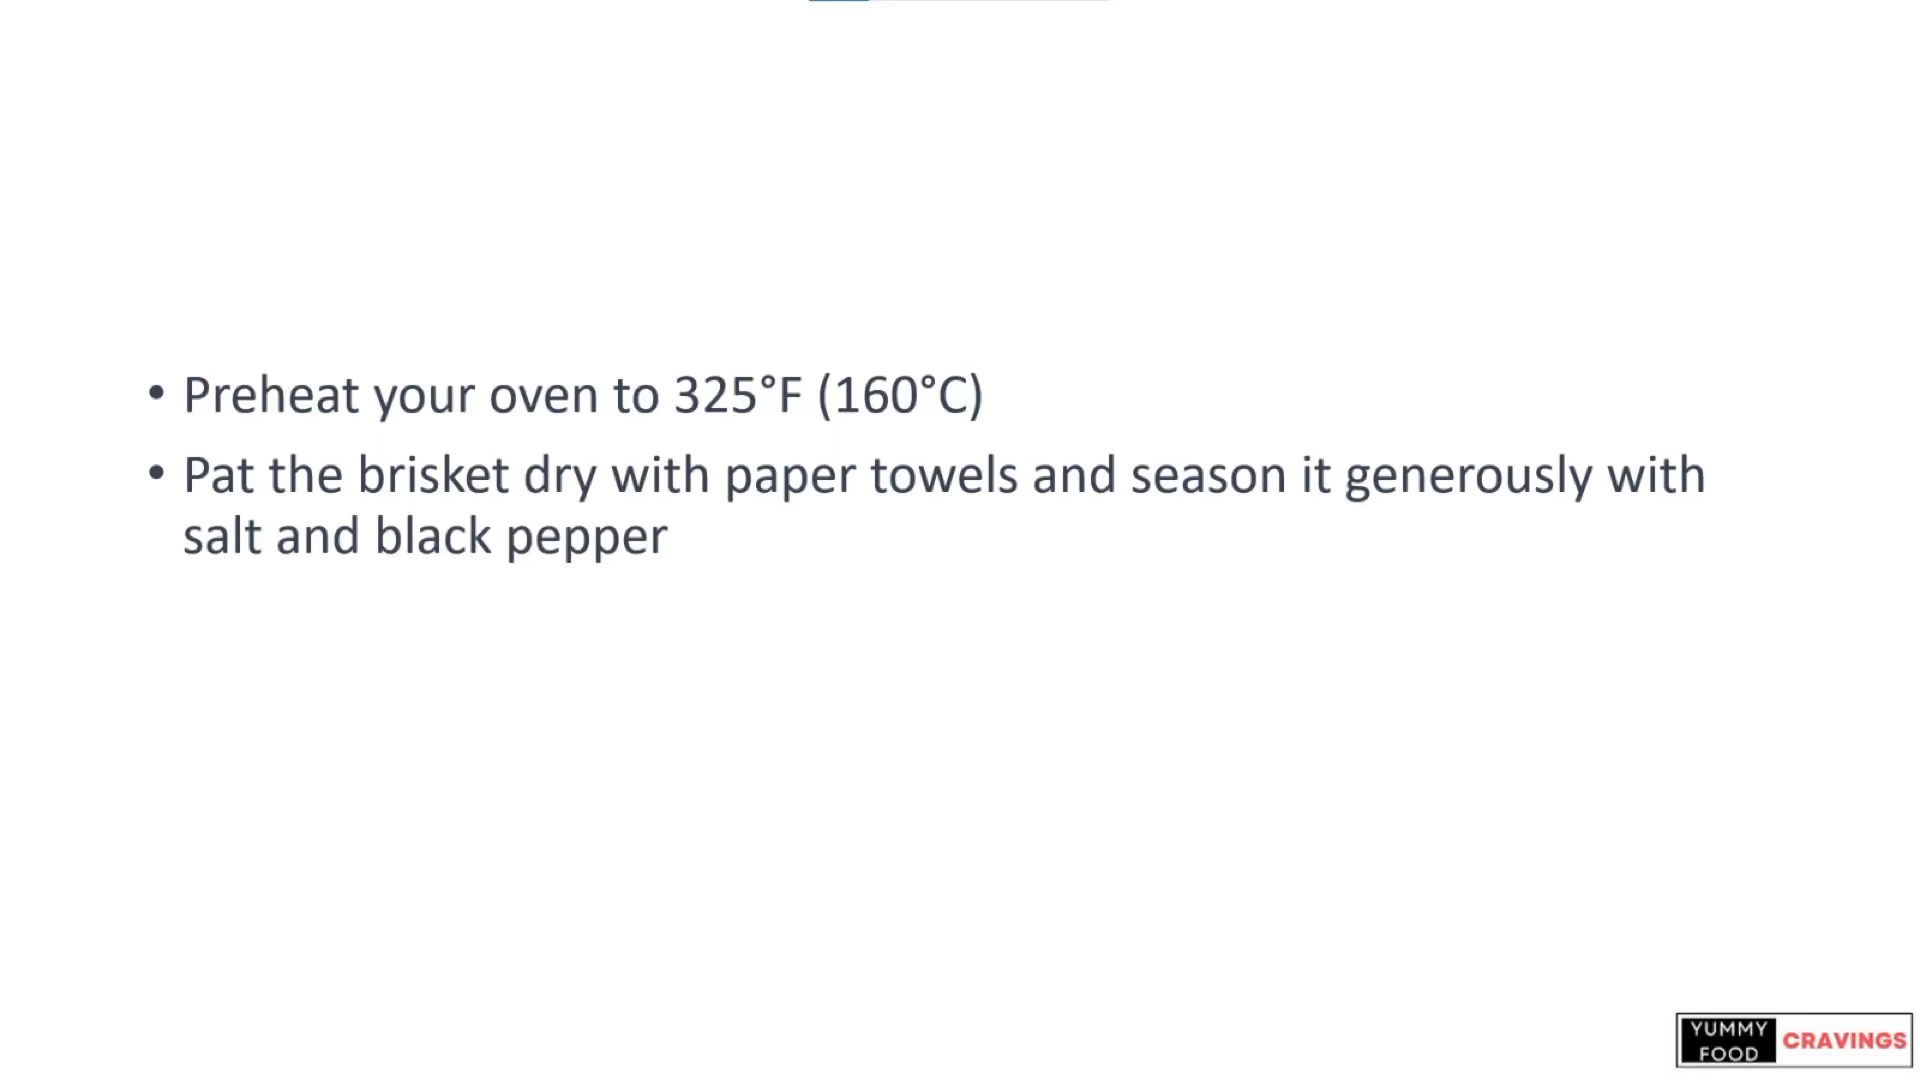 • Preheat your oven to 325°F (160°C)
• Pat the brisket dry with paper towels and season it generously with
salt and black pepper
YUMMY
FOOD
CRAVINGS